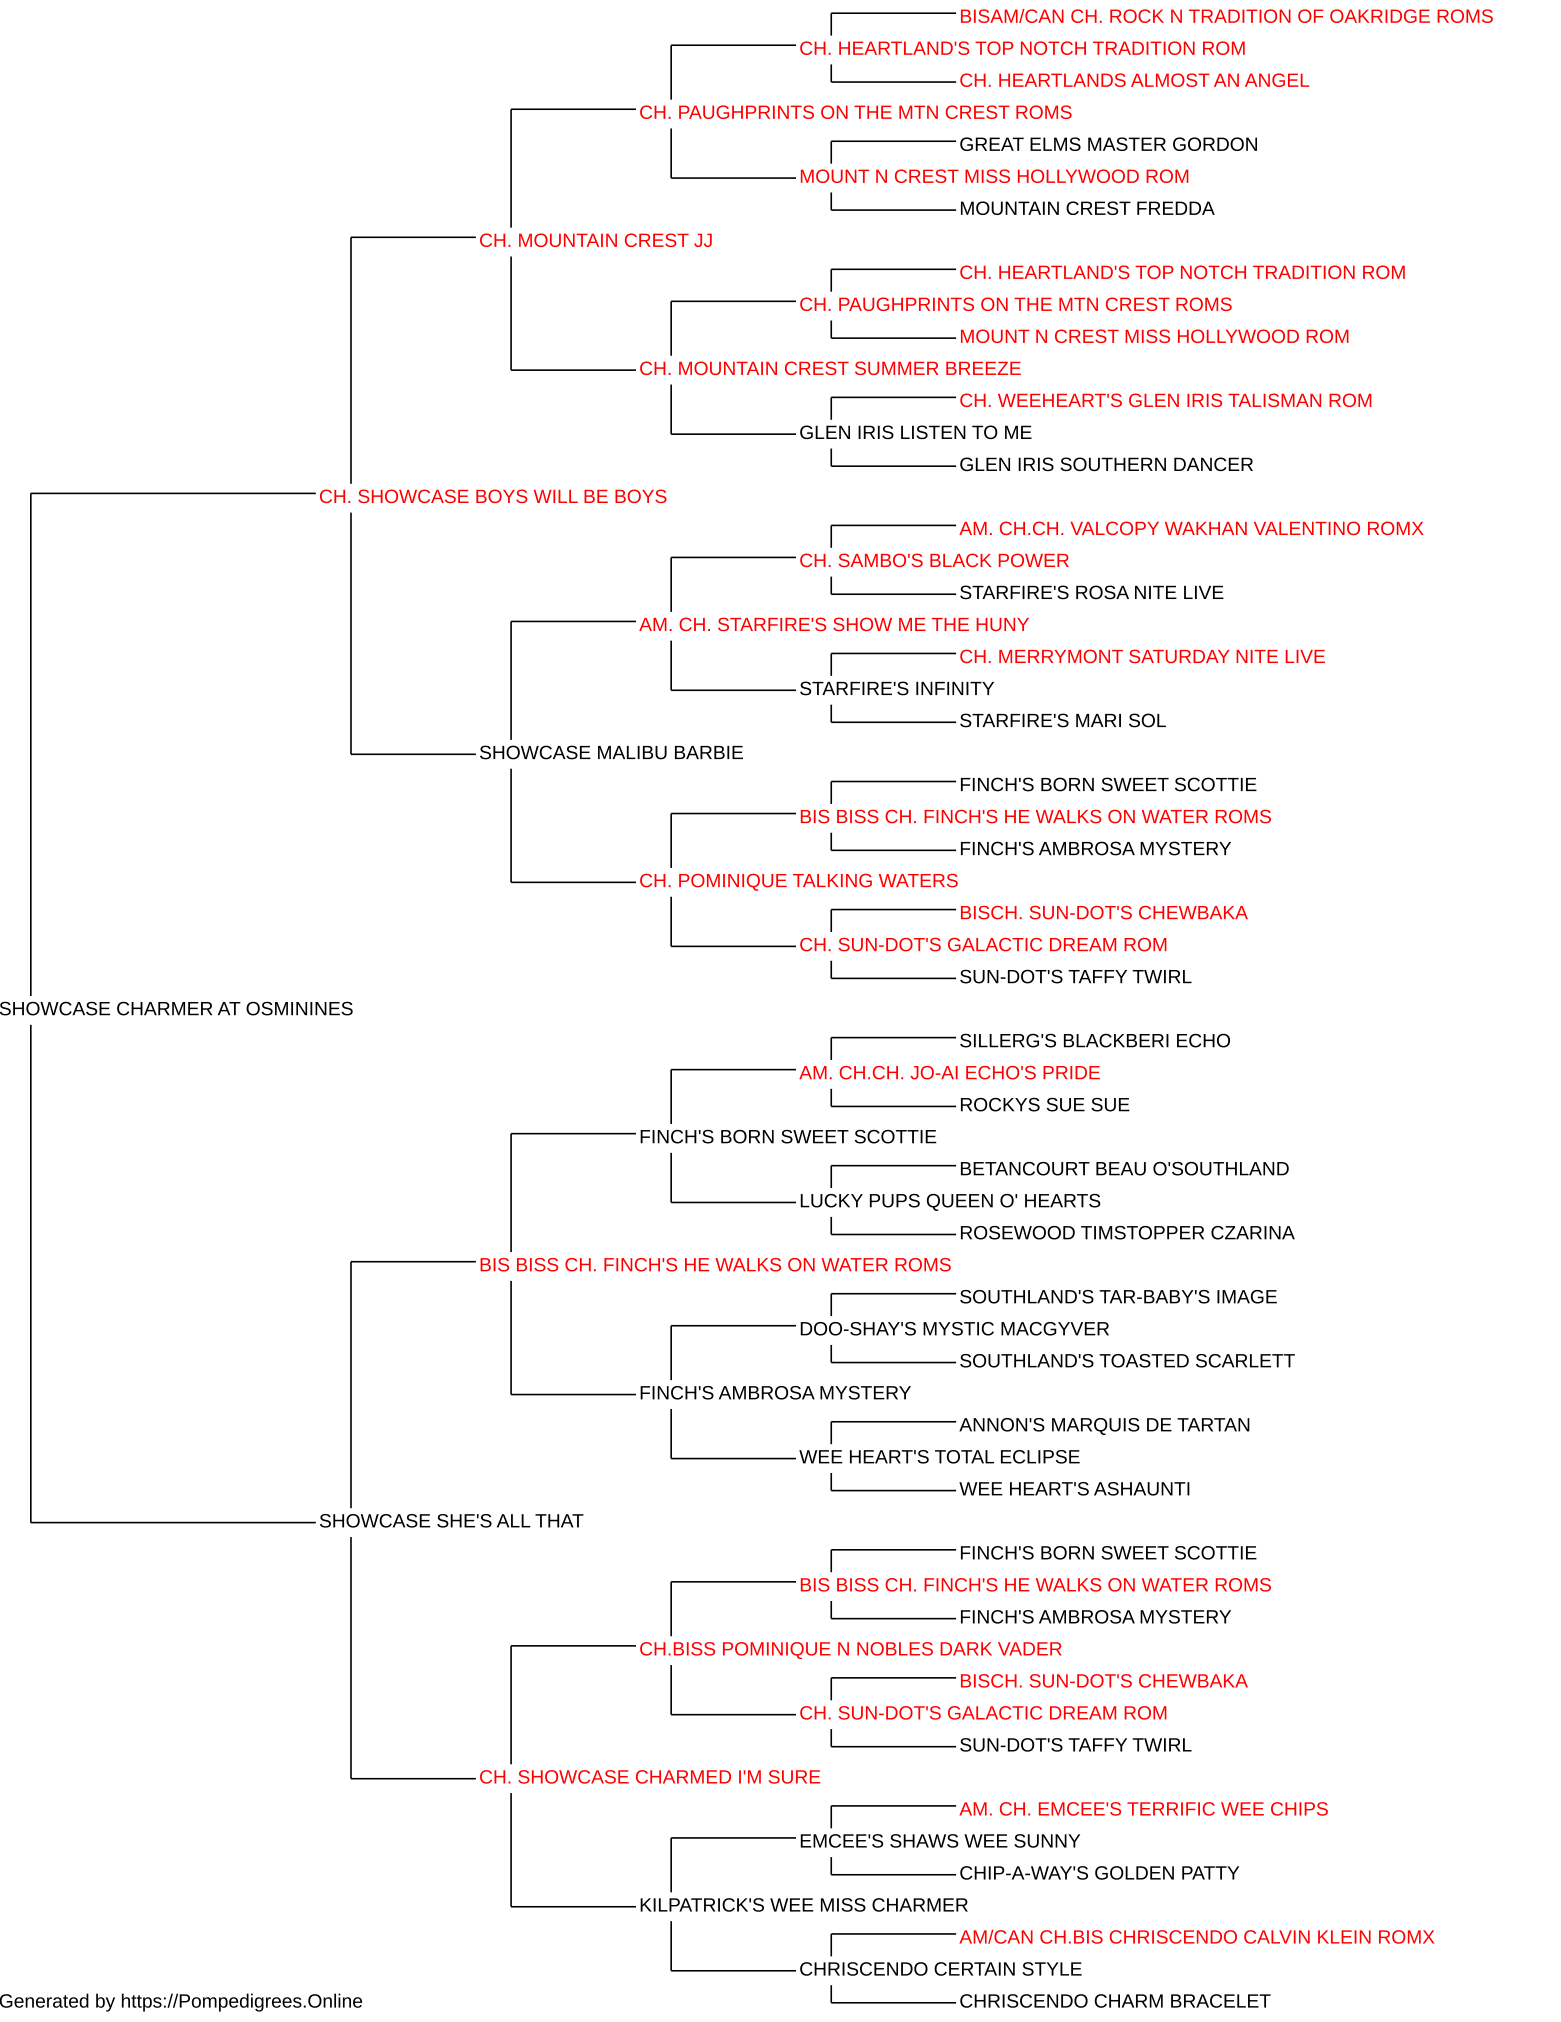 BISAM/CAN CH. ROCK N TRADITION OF OAKRIDGE ROMS
CH. HEARTLAND'S TOP NOTCH TRADITION ROM
CH. HEARTLANDS ALMOST AN ANGEL
CH. PAUGHPRINTS ON THE MTN CREST ROMS
GREAT ELMS MASTER GORDON
MOUNT N CREST MISS HOLLYWOOD ROM
MOUNTAIN CREST FREDDA
CH. MOUNTAIN CREST JJ
CH. HEARTLAND'S TOP NOTCH TRADITION ROM
CH. PAUGHPRINTS ON THE MTN CREST ROMS
MOUNT N CREST MISS HOLLYWOOD ROM
CH. MOUNTAIN CREST SUMMER BREEZE
CH. WEEHEART'S GLEN IRIS TALISMAN ROM
GLEN IRIS LISTEN TO ME
GLEN IRIS SOUTHERN DANCER
CH. SHOWCASE BOYS WILL BE BOYS
AM. CH.CH. VALCOPY WAKHAN VALENTINO ROMX
CH. SAMBO'S BLACK POWER
STARFIRE'S ROSA NITE LIVE
AM. CH. STARFIRE'S SHOW ME THE HUNY
CH. MERRYMONT SATURDAY NITE LIVE
STARFIRE'S INFINITY
STARFIRE'S MARI SOL
SHOWCASE MALIBU BARBIE
FINCH'S BORN SWEET SCOTTIE
BIS BISS CH. FINCH'S HE WALKS ON WATER ROMS
FINCH'S AMBROSA MYSTERY
CH. POMINIQUE TALKING WATERS
BISCH. SUN-DOT'S CHEWBAKA
CH. SUN-DOT'S GALACTIC DREAM ROM
SUN-DOT'S TAFFY TWIRL
SHOWCASE CHARMER AT OSMININES
SILLERG'S BLACKBERI ECHO
AM. CH.CH. JO-AI ECHO'S PRIDE
ROCKYS SUE SUE
FINCH'S BORN SWEET SCOTTIE
BETANCOURT BEAU O'SOUTHLAND
LUCKY PUPS QUEEN O' HEARTS
ROSEWOOD TIMSTOPPER CZARINA
BIS BISS CH. FINCH'S HE WALKS ON WATER ROMS
SOUTHLAND'S TAR-BABY'S IMAGE
DOO-SHAY'S MYSTIC MACGYVER
SOUTHLAND'S TOASTED SCARLETT
FINCH'S AMBROSA MYSTERY
ANNON'S MARQUIS DE TARTAN
WEE HEART'S TOTAL ECLIPSE
WEE HEART'S ASHAUNTI
SHOWCASE SHE'S ALL THAT
FINCH'S BORN SWEET SCOTTIE
BIS BISS CH. FINCH'S HE WALKS ON WATER ROMS
FINCH'S AMBROSA MYSTERY
CH.BISS POMINIQUE N NOBLES DARK VADER
BISCH. SUN-DOT'S CHEWBAKA
CH. SUN-DOT'S GALACTIC DREAM ROM
SUN-DOT'S TAFFY TWIRL
CH. SHOWCASE CHARMED I'M SURE
AM. CH. EMCEE'S TERRIFIC WEE CHIPS
EMCEE'S SHAWS WEE SUNNY
CHIP-A-WAY'S GOLDEN PATTY
KILPATRICK'S WEE MISS CHARMER
AM/CAN CH.BIS CHRISCENDO CALVIN KLEIN ROMX
CHRISCENDO CERTAIN STYLE
CHRISCENDO CHARM BRACELET
Generated by https://Pompedigrees.Online